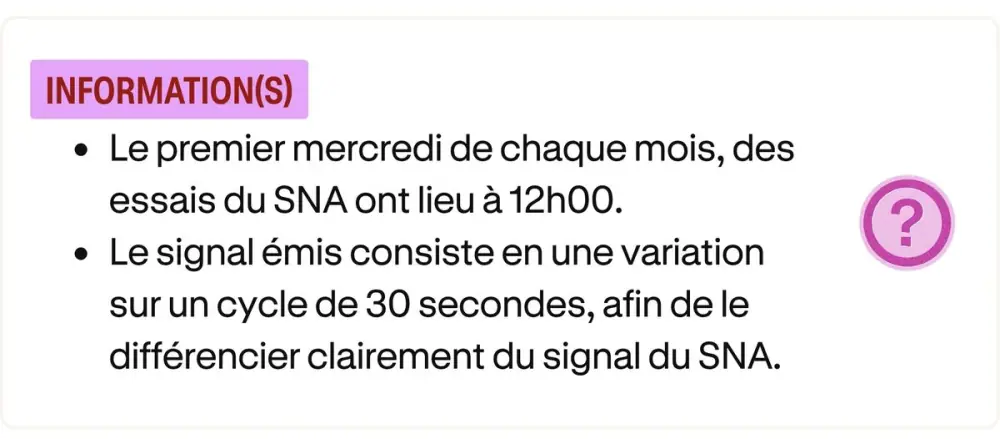 INFORMATION(S)
• Le premier mercredi de chaque mois, des
essais du SNA ont lieu à 12h00.
• Le signal émis consiste en une variation
sur un cycle de 30 secondes, afin de le
différencier clairement du signal du SNA.
?